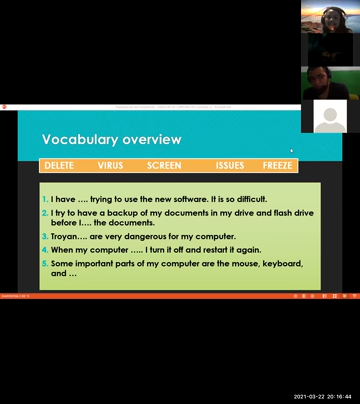 Vocabulary overview
DELETE VIRUS SCREEN ISSUES FREEZE
1. I have .... trying to use the new software. It is so difficult.
2. I try to have a backup of my documents in my drive and flash drive
before I.... the documents.
3. Troyan.... are very dangerous for my computer.
4. When my computer ..... I turn it off and restart it again.
5. Some important parts of my computer are the mouse, keyboard,
and ...
2021-03-22 20:16:44